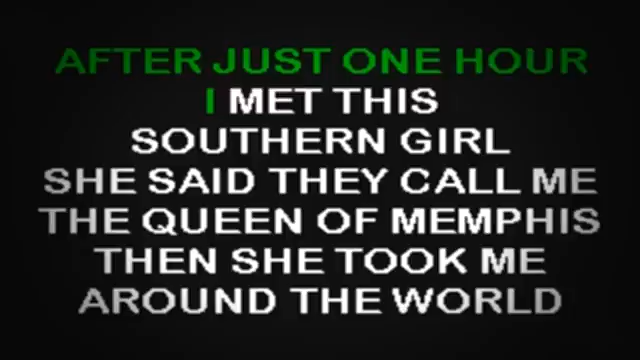 AFTER JUST ONE HOUR
I MET THIS
SOUTHERN GIRL
SHE SAID THEY CALL ME
THE QUEEN OF MEMPHIS
THEN SHE TOOK ME
AROUND THE WORLD